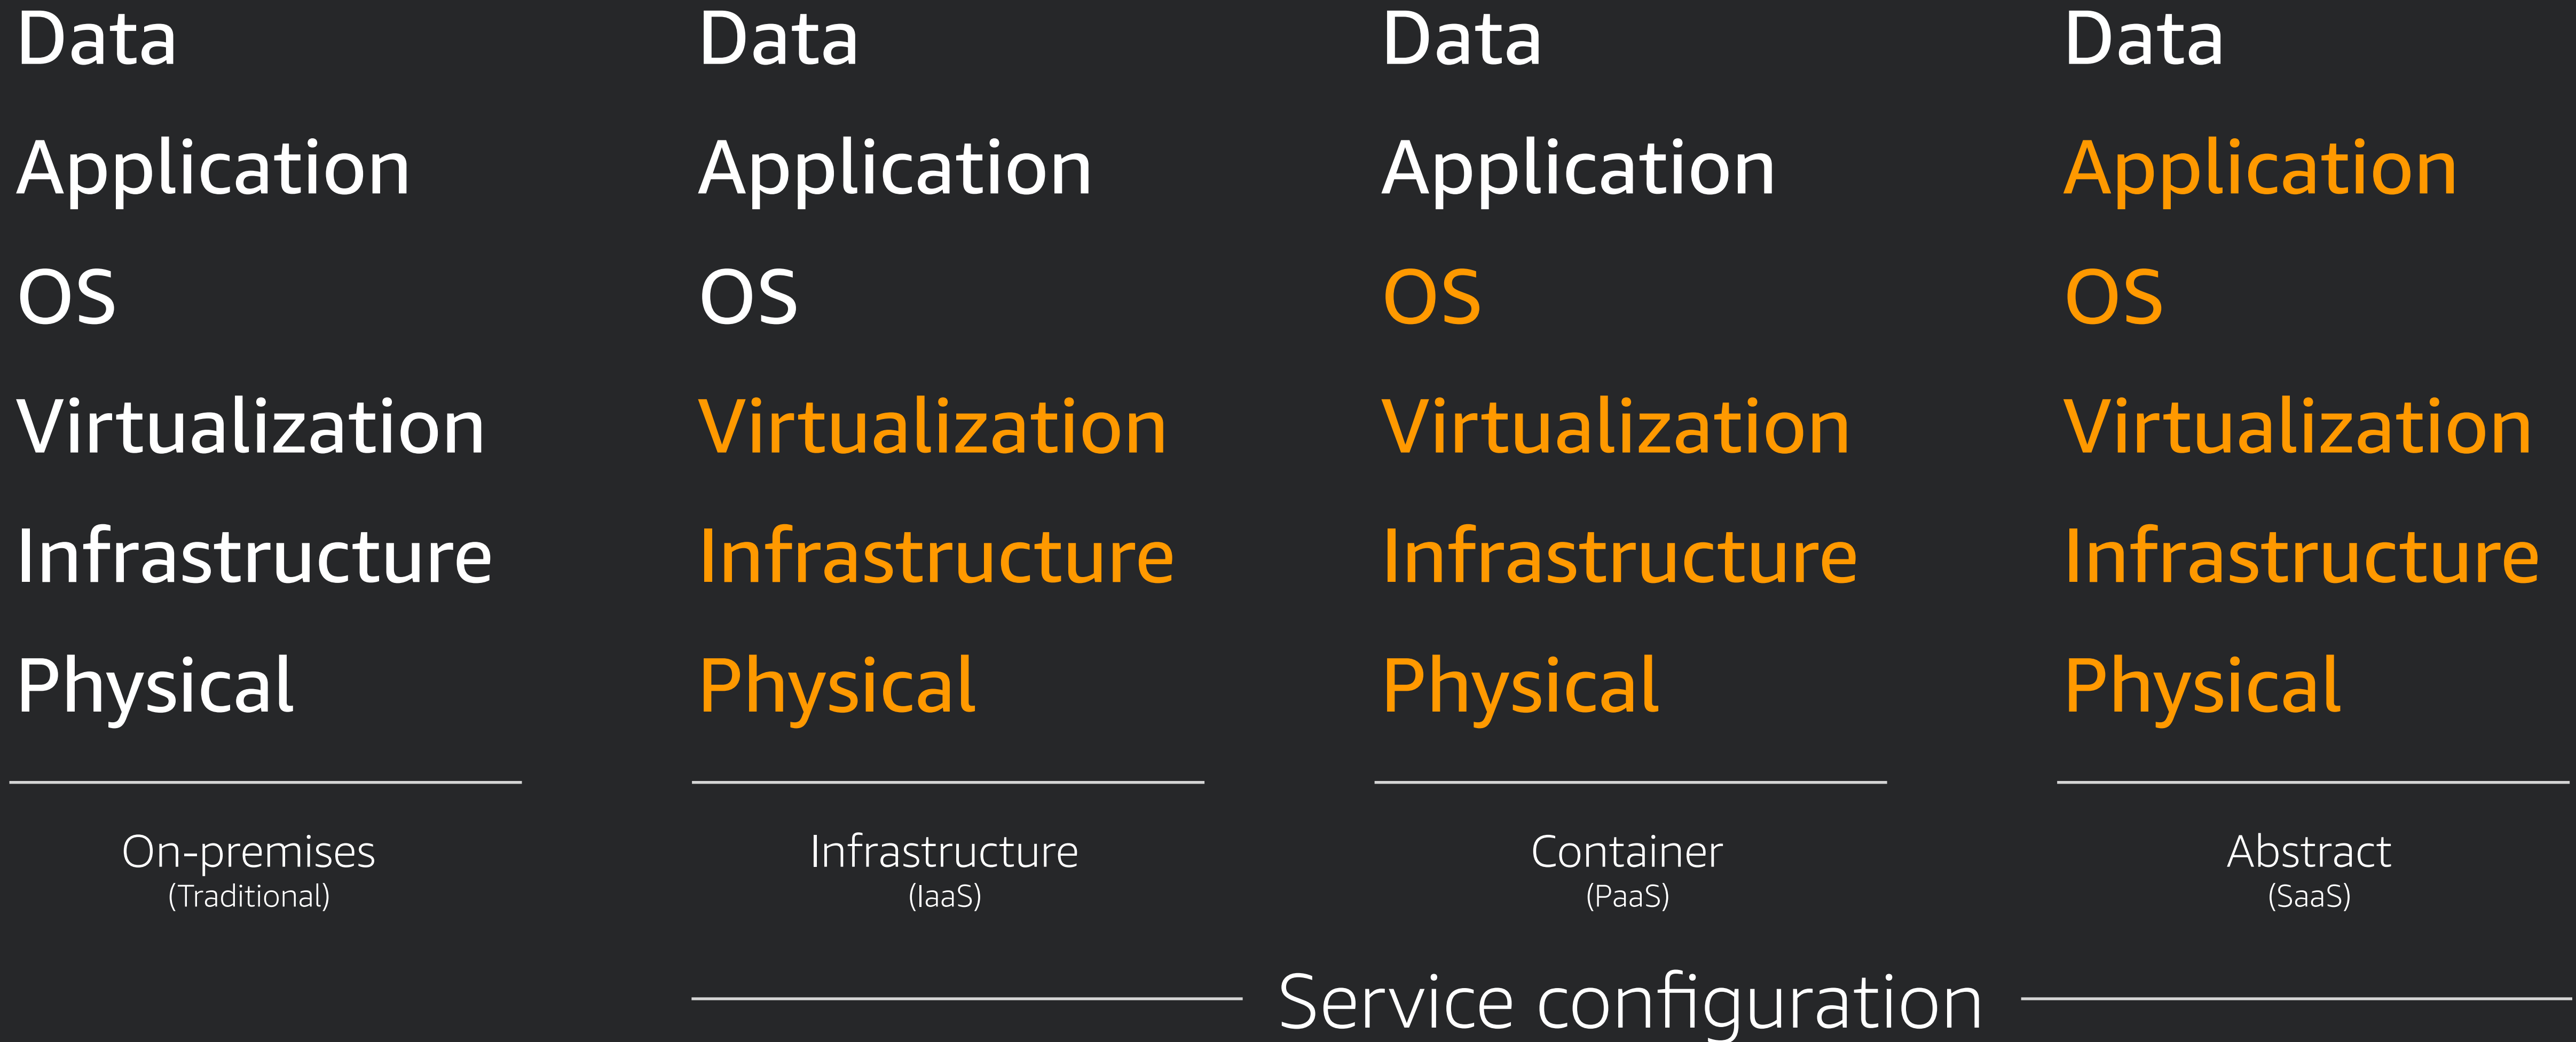 Data
Application
OS
Virtualization
Infrastructure
Physical
On-premises
(Traditional)
Data
Application
OS
Virtualization
Infrastructure
Physical
Infrastructure
(IaaS)
Data
Application
OS
Virtualization
Infrastructure
Physical
Container
(PaaS)
Data
Application
OS
Virtualization
Infrastructure
Physical
Abstract
(SaaS)
Service configuration